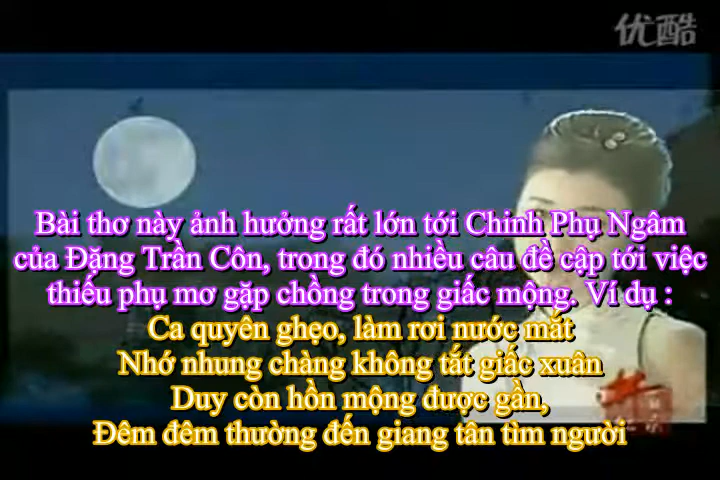 优酷
Bài thơ này ảnh hưởng rất lớn tới Chinh Phụ Ngâm
của Đặng Trần Côn, trong đó nhiều câu đề cập tới việc
thiếu phụ mơ gặp chồng trong giấc mộng. Ví dụ :
Ca quyên ghẹo, làm rơi nước mắt
Nhớ nhung chàng không tắt giấc xuân
Duy còn hồn mộng được gần,
Đêm đêm thường đến giang tân tìm người